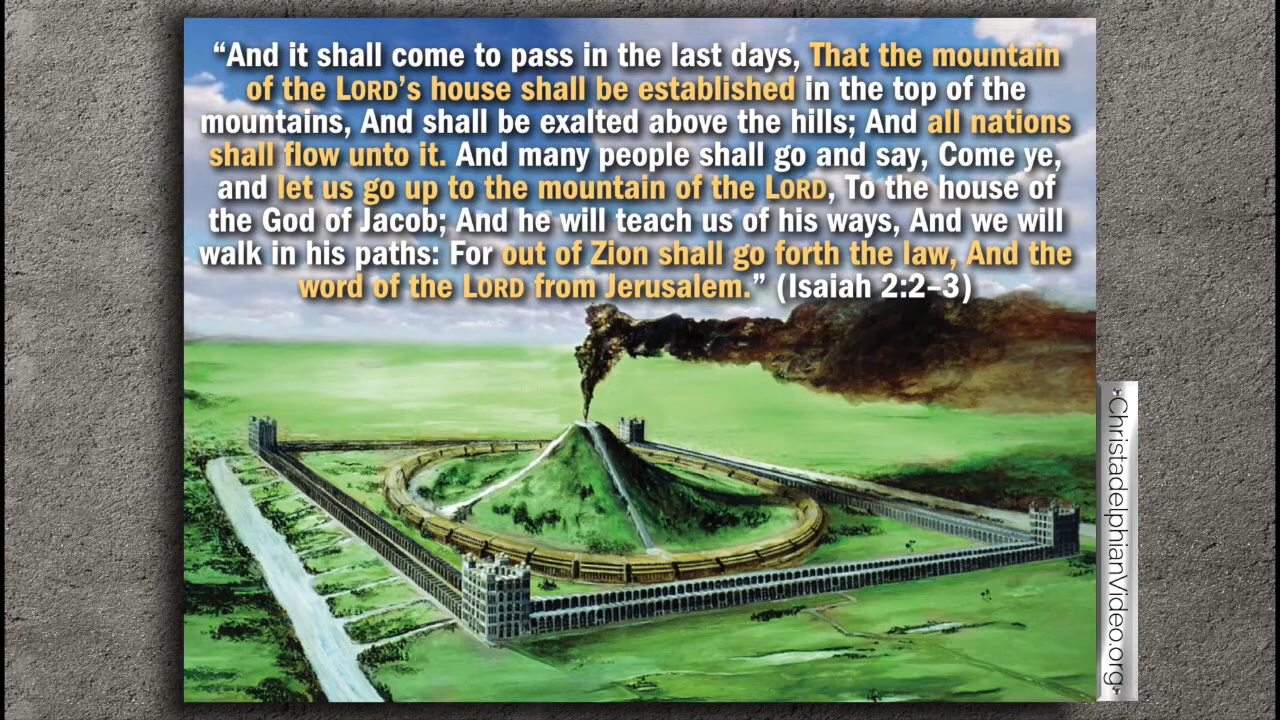 “And it shall come to pass in the last days, That the mountain
of the LORD’s house shall be established in the top of the
mountains, And shall be exalted above the hills; And all nations
shall flow unto it. And many people shall go and say, Come ye,
and let us go up to the mountain of the LORD, To the house of
the God of Jacob; And he will teach us of his ways, And we will
walk in his paths: For out of Zion shall go forth the law, And the
word of the LORD from Jerusalem.” (Isaiah 2:2–3)
ChristadelphianVideo.org